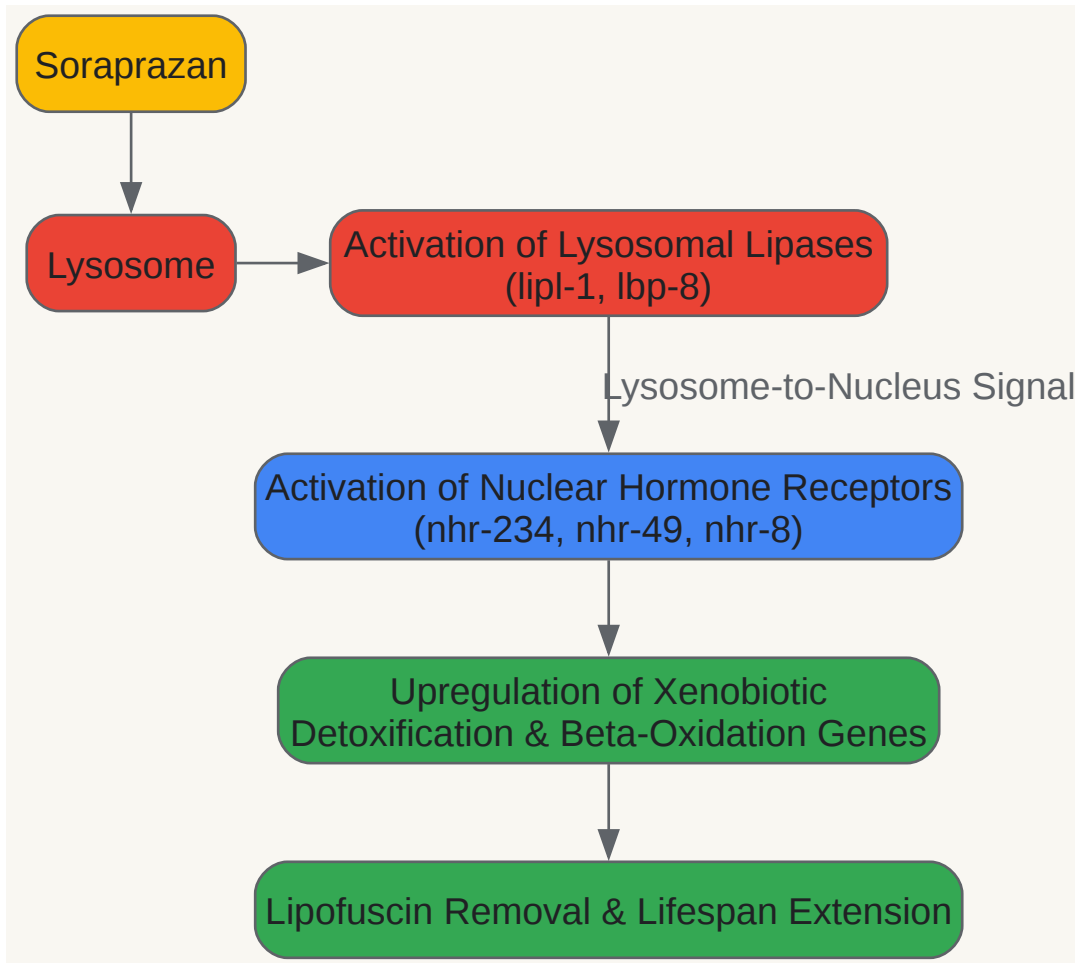 Soraprazan
Lysosome
Activation of Lysosomal Lipases
(lipl-1, lbp-8)
Lysosome-to-Nucleus Signal
Activation of Nuclear Hormone Receptors
(nhr-234, nhr-49, nhr-8)
Upregulation of Xenobiotic
Detoxification & Beta-Oxidation Genes
Lipofuscin Removal & Lifespan Extension